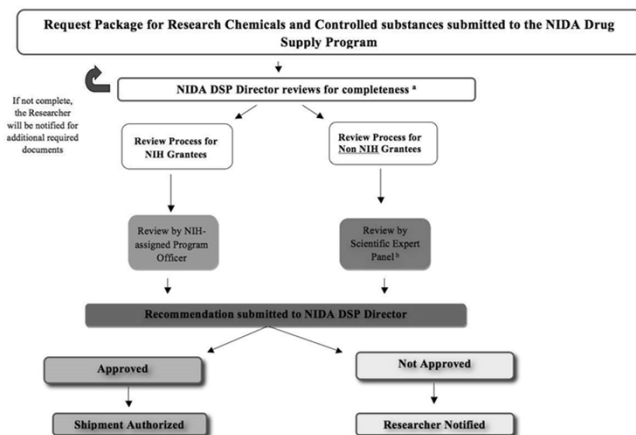 Request Package for Research Chemicals and Controlled substances submitted to the NIDA Drug
Supply Program
NIDA DSP Director reviews for completeness a
If not complete,
the Researcher
will be notified for
additional required
documents
Review Process for
NIH Grantees
Review Process for
Non NIH Grantees
Review by NIH-
assigned Program
Officer
Review by
Scientific Expert
Panel b
Recommendation submitted to NIDA DSP Director
Approved
Not Approved
Shipment Authorized
Researcher Notified